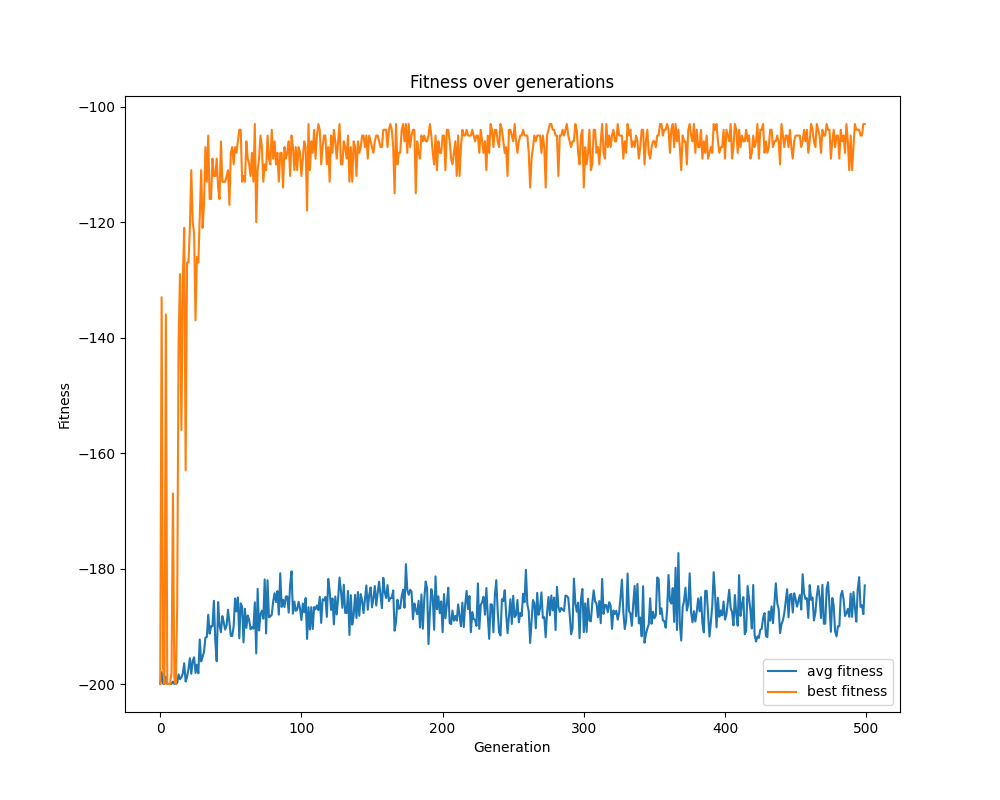 Fitness over generations
−100
−120
−140
−160
−180
−200
Fitness
0 100 200 300 400 500
Generation
avg fitness
best fitness